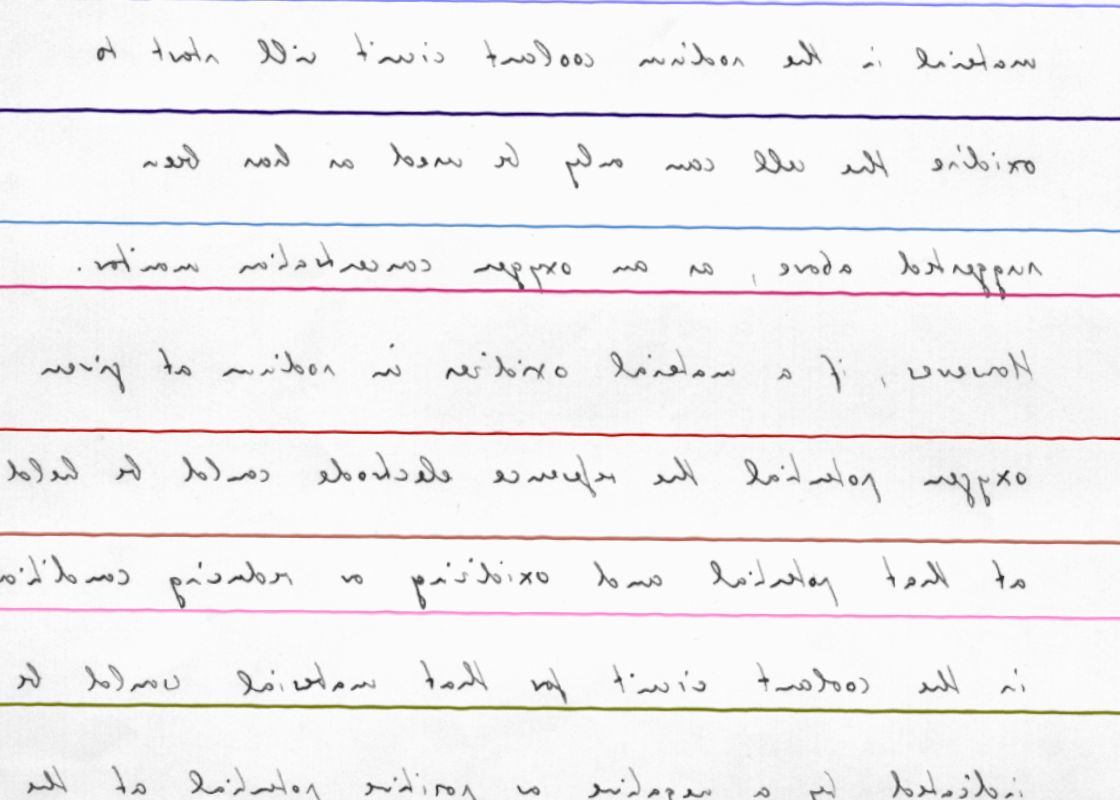 material in the sodium coolant circuit will start to
oxidise the cell can only be used as has been
suggested above, as an oxygen concentration monitor.
However, if a material oxidises in sodium at given
oxygen potential the reference electrode could be held
at that potential and oxidizing or reducing conditio
in the coolant circuit for that material would be
indicated by a negative or positive potential at the